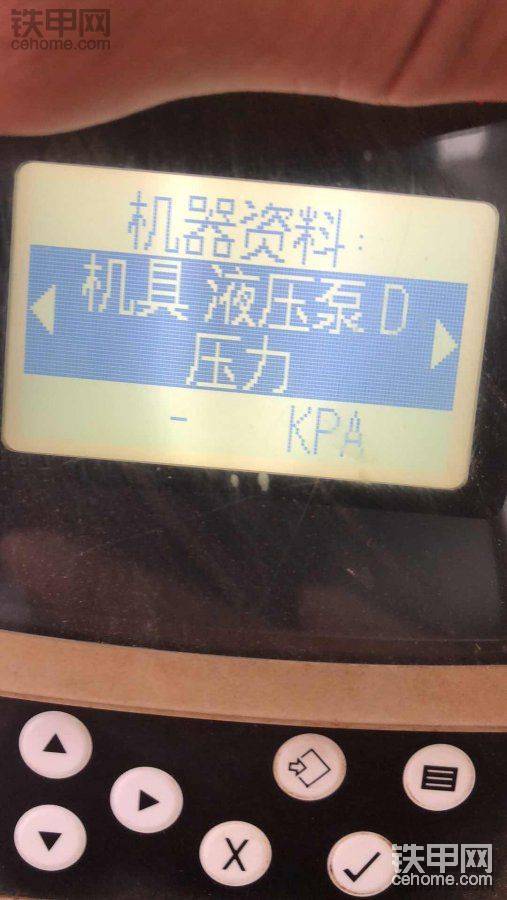 铁甲网
cehome.com
机器资料:
机具 液压泵 D
压力
- KPA
X
铁甲网
cehome.com